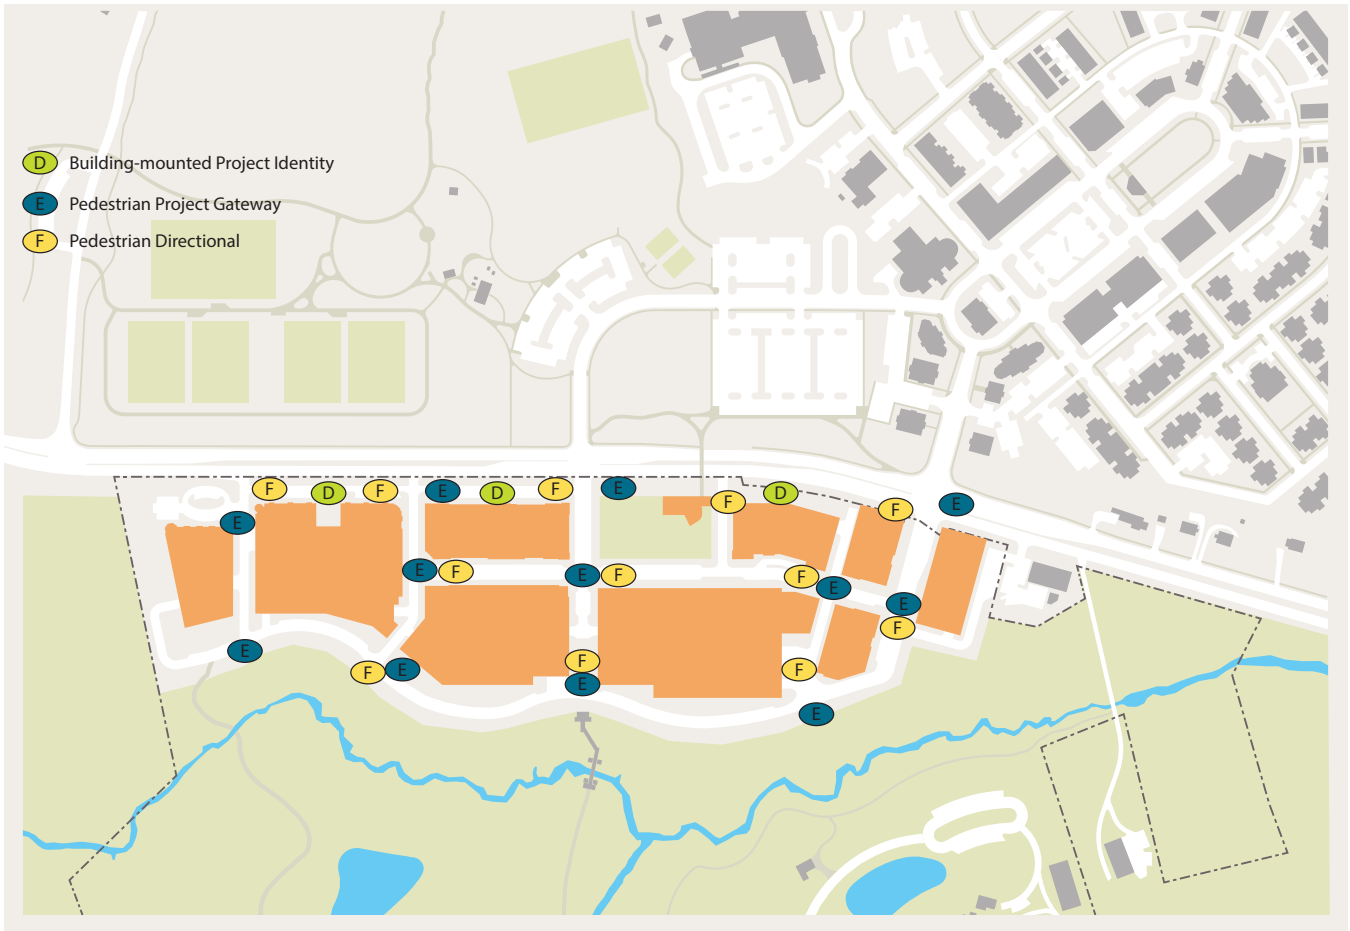 D Building-mounted Project Identity
E Pedestrian Project Gateway
F Pedestrian Directional
F D F E D F E D
F F E
E
E F E F F E
E
F
E
F E F F
E
E